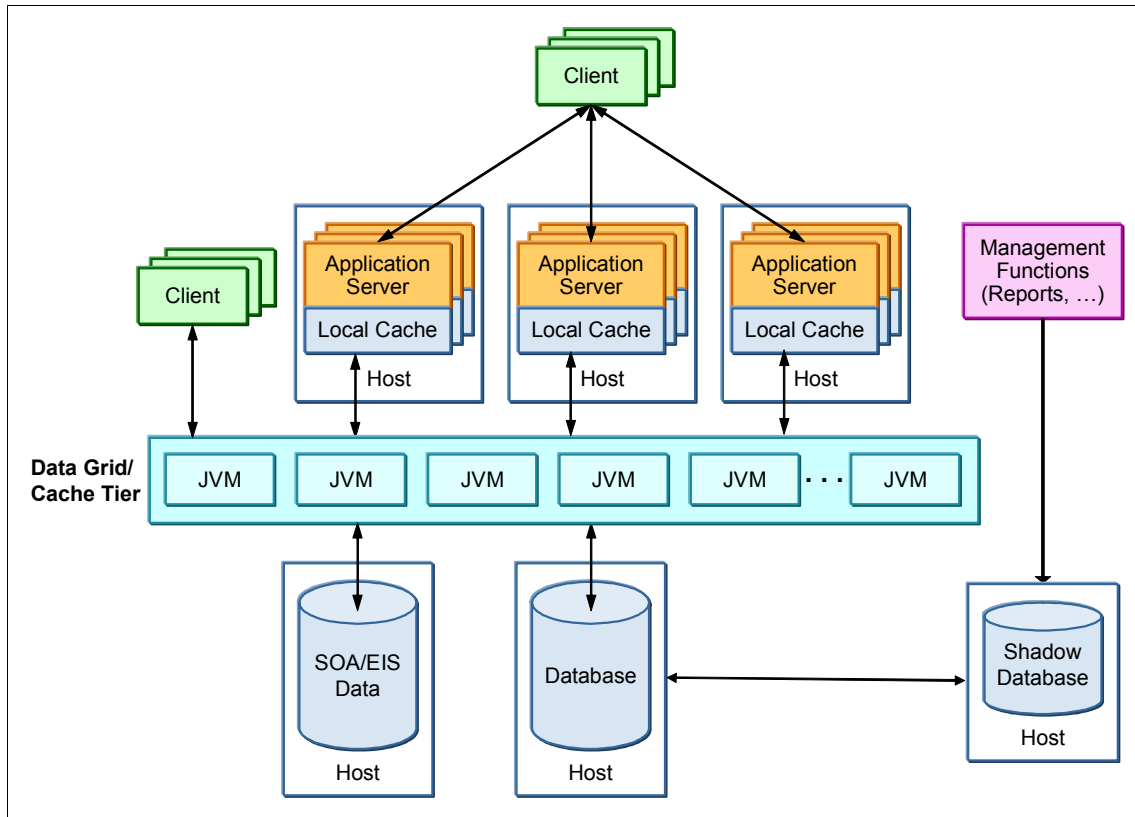 Client
Client
Application
Server
Local Cache
Host
Application
Server
Local Cache
Host
Application
Server
Local Cache
Host
Management
Functions
(Reports, …)
Data Grid/
Cache Tier
JVM
JVM
JVM
JVM
JVM
. . .
JVM
SOA/EIS
Data
Host
Database
Host
Shadow
Database
Host